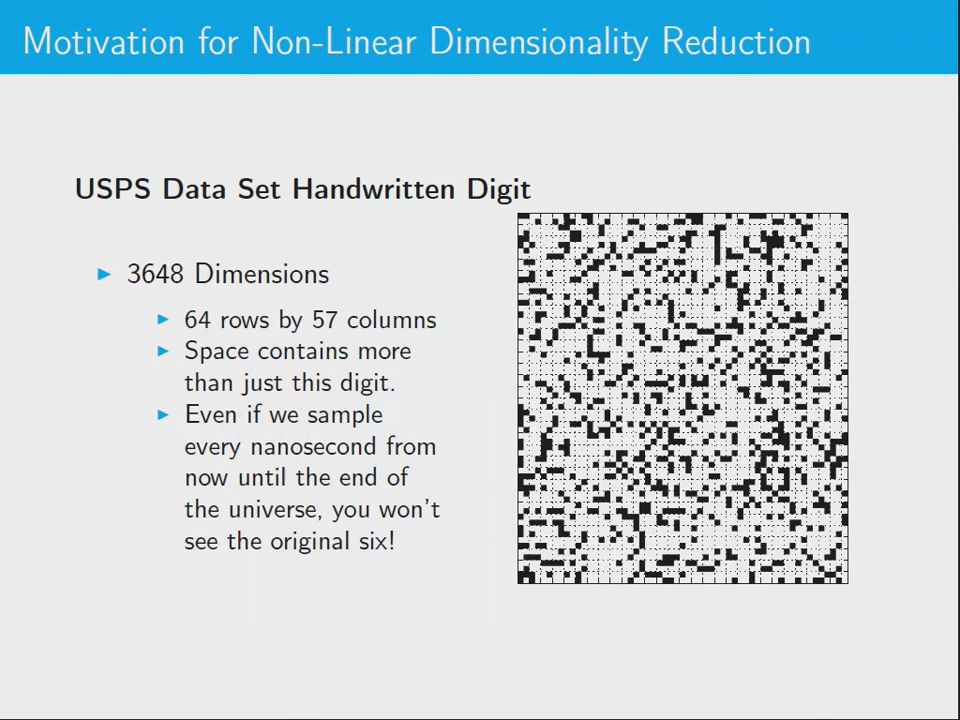 Motivation for Non-Linear Dimensionality Reduction
USPS Data Set Handwritten Digit
3648 Dimensions
64 rows by 57 columns
Space contains more
than just this digit.
Even if we sample
every nanosecond from
now until the end of
the universe, you won't
see the original six!